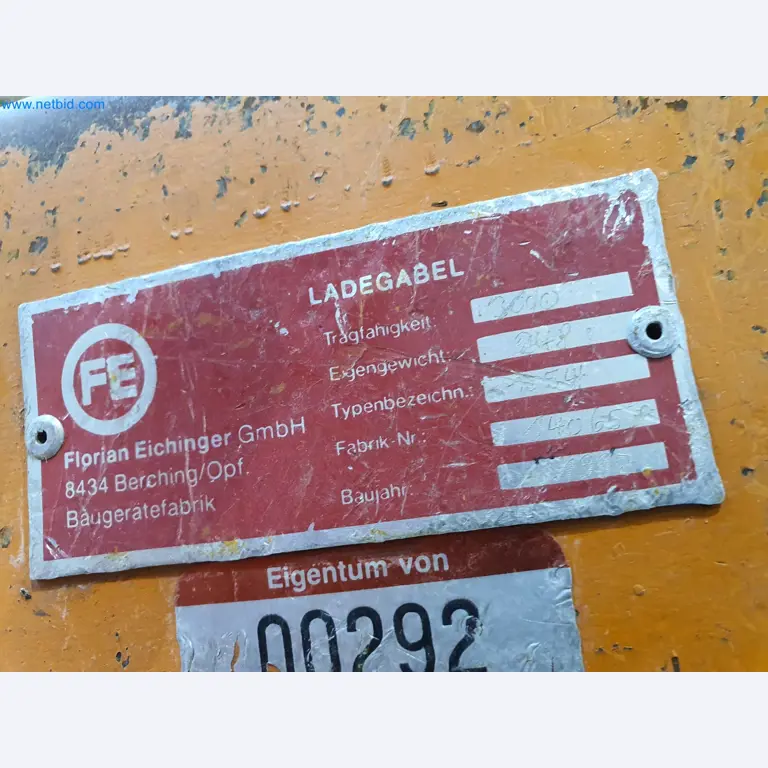 www.netbid.com
LADEGABEL
Tragfähigkeit: 3000
Eigengewicht:
Typenbezeichn.:
Fabrik-Nr.:
Baujahr:
FE
Florian Eichinger GmbH
8434 Berching/Opf.
Baugerätefabrik
Eigentum von
00292